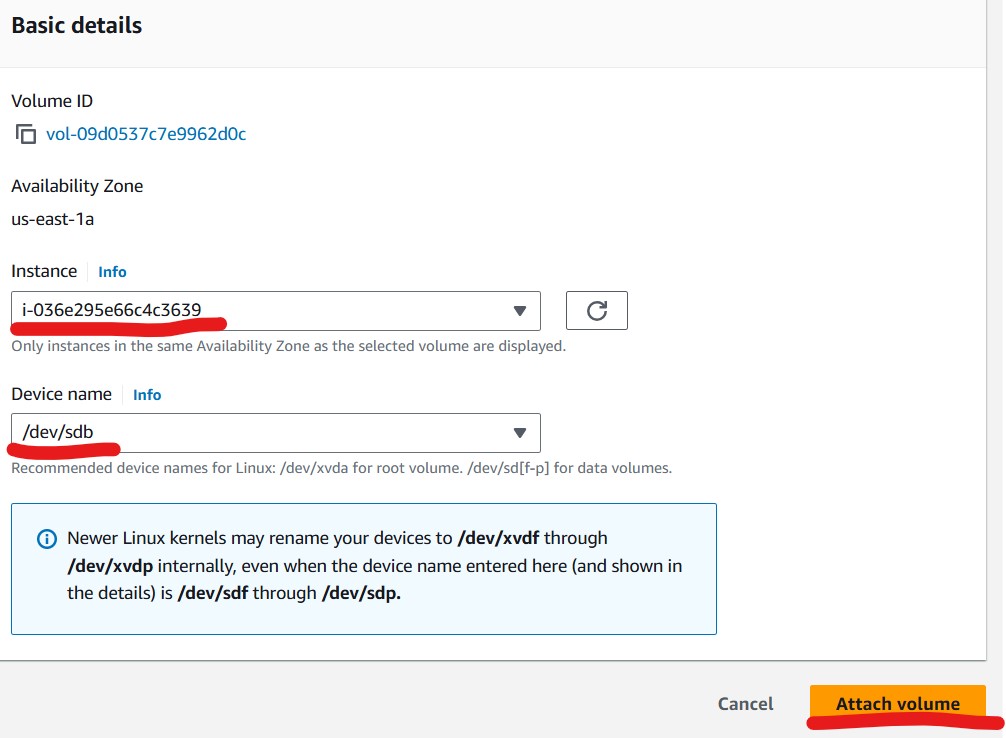 Basic details
Volume ID
vol-09d0537c7e9962d0c
Availability Zone
us-east-1a
Instance Info
i-036e295e66c4c3639
Only instances in the same Availability Zone as the selected volume are displayed.
Device name Info
/dev/sdb
Recommended device names for Linux: /dev/xvda for root volume. /dev/sd[f-p] for data volumes.
Newer Linux kernels may rename your devices to /dev/xvdf through
/dev/xvdp internally, even when the device name entered here (and shown in
the details) is /dev/sdf through /dev/sdp.
Cancel Attach volume